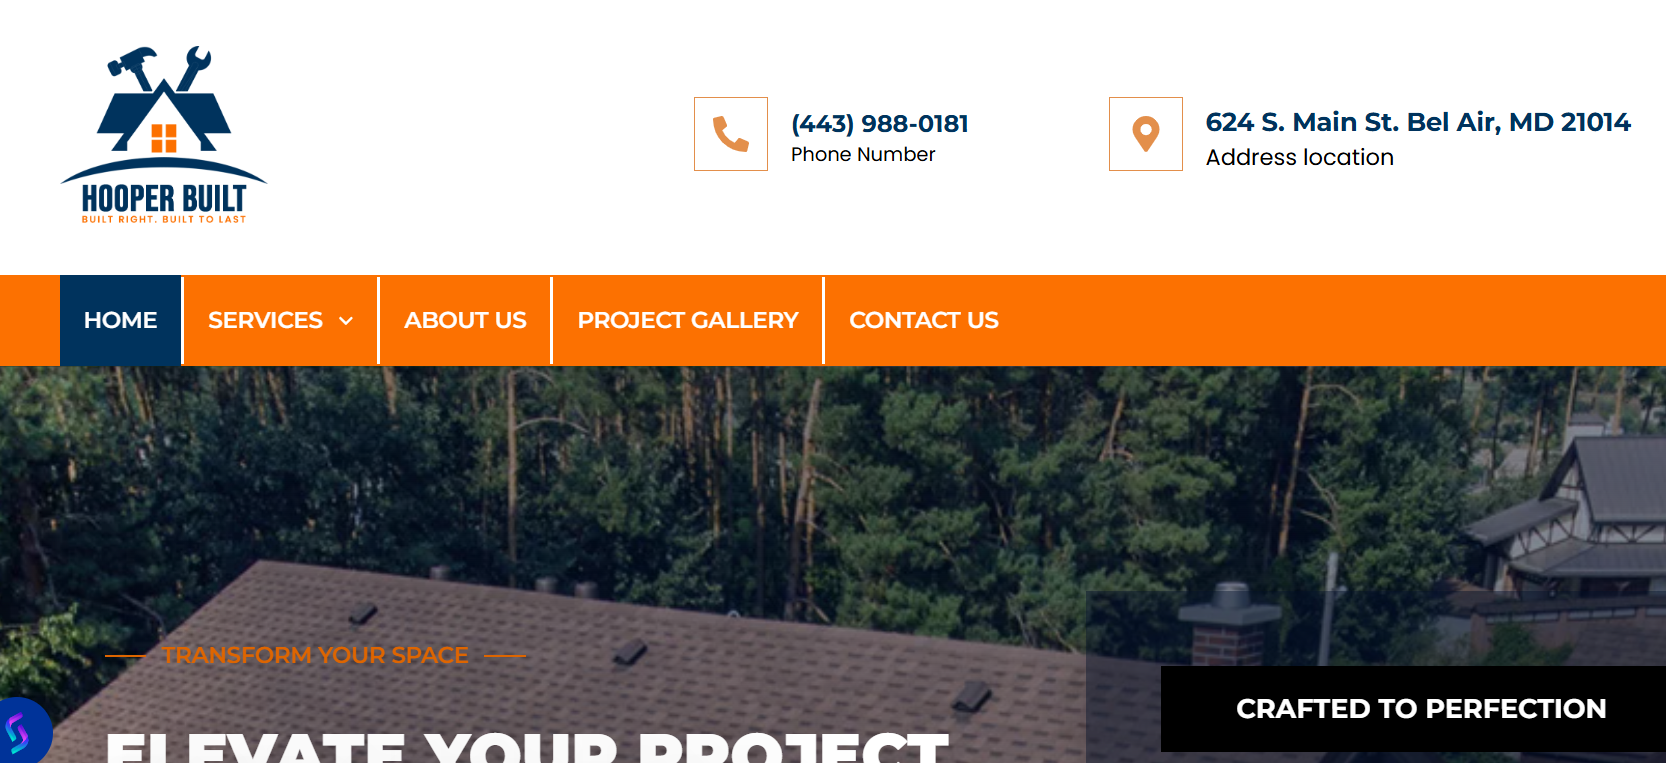 HOOPER BUILT
BUILT RIGHT. BUILT TO LAST
(443) 988-0181
Phone Number
624 S. Main St. Bel Air, MD 21014
Address location
HOME
SERVICES
ABOUT US
PROJECT GALLERY
CONTACT US
TRANSFORM YOUR SPACE
ELEVATE YOUR PROJECT
CRAFTED TO PERFECTION